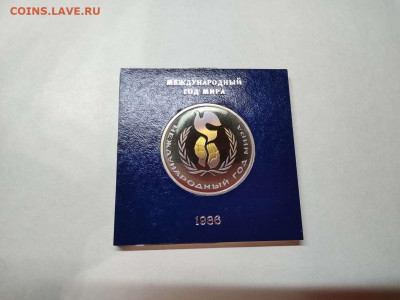 COINS.LAVE.RU
МЕЖДУНАРОДНЫЙ
ГОД МИРА
МЕЖДУНАРОДНЫЙ ГОД МИРА
1986